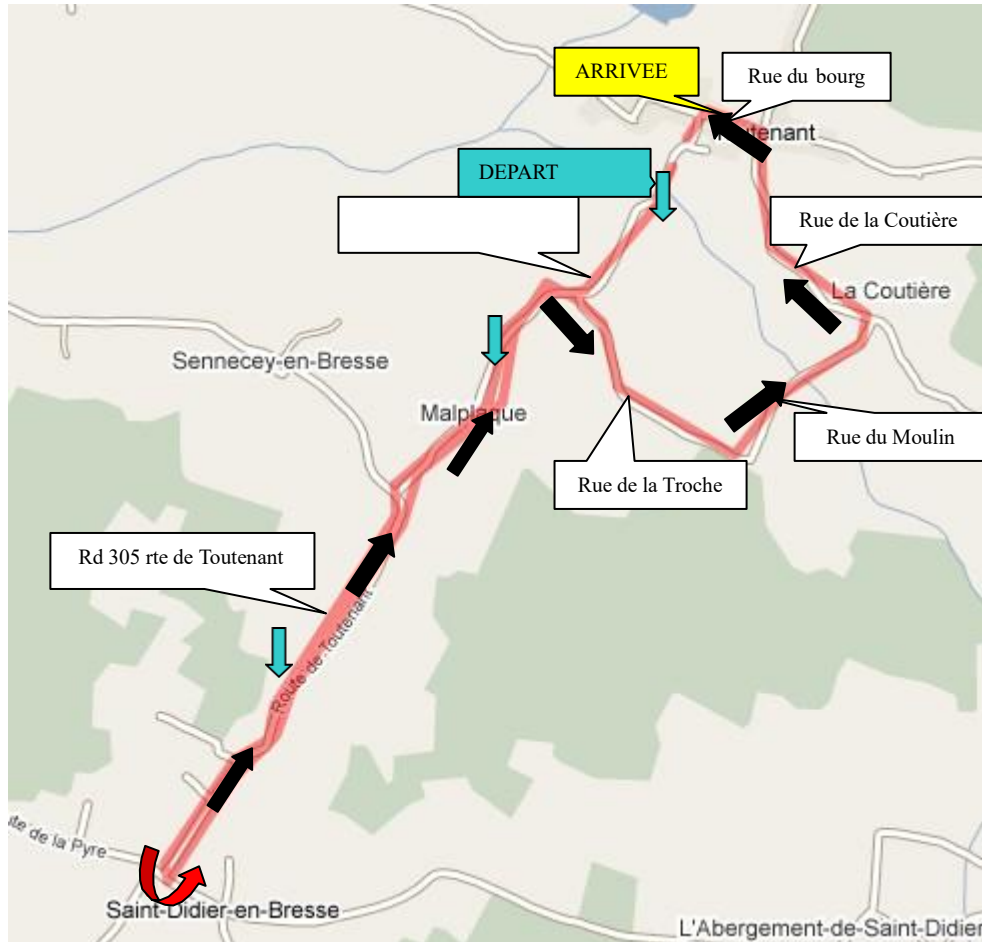 ARRIVEE
Rue du bourg
DEPART
Rue de la Coutière
La Coutière
Sennecey-en-Bresse
Malplaque
Rue du Moulin
Rue de la Troche
Rd 305 rte de Toutenant
Route de Toutenant
de la Pyre
Saint-Didier-en-Bresse
L'Abergement-de-Saint-Didier